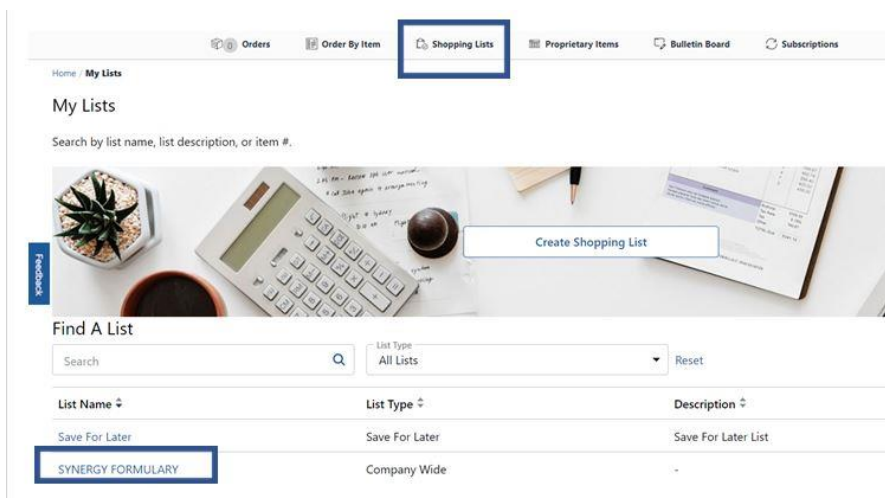 0 Orders Order By Item Shopping Lists Proprietary Items Bulletin Board Subscriptions
Home / My Lists
My Lists
Search by list name, list description, or item #.
Create Shopping List
Feedback
Find A List
List Type
Search All Lists Reset
List Name List Type Description
Save For Later Save For Later Save For Later List
SYNERGY FORMULARY Company Wide -